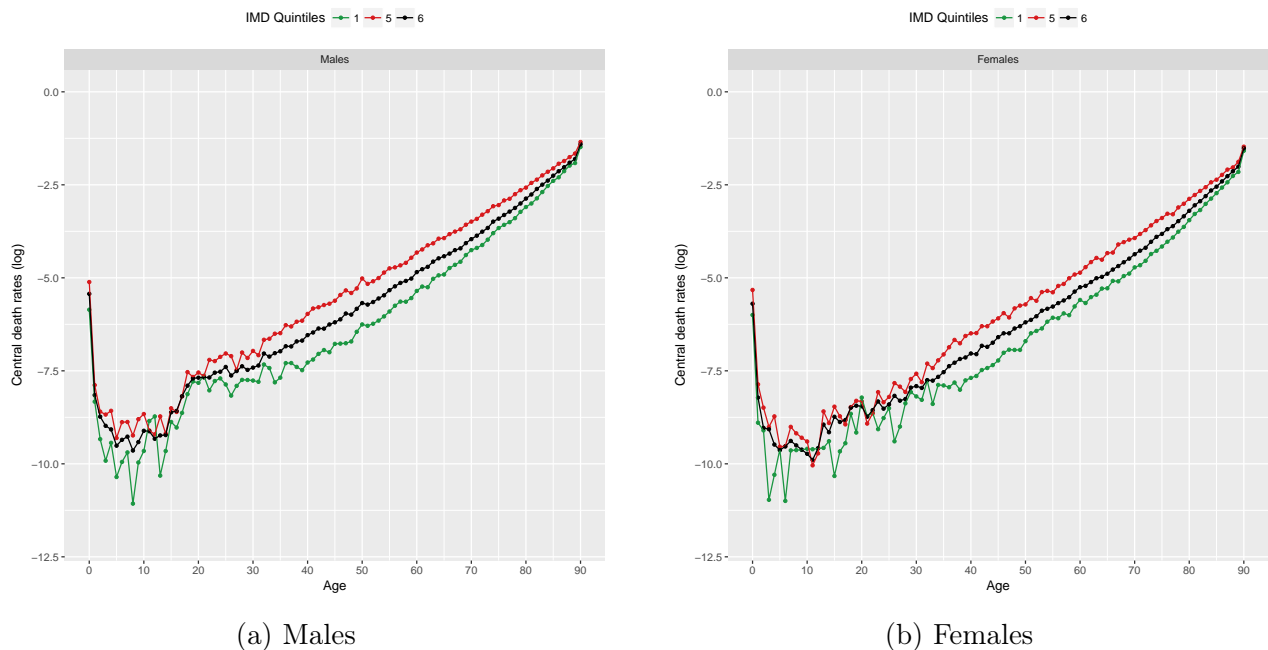 IMD Quintiles 1 5 6
Males
Central death rates (log)
0.0
−2.5
−5.0
−7.5
−10.0
−12.5
0 10 20 30 40 50 60 70 80 90
Age
(a) Males
IMD Quintiles 1 5 6
Females
Central death rates (log)
0.0
−2.5
−5.0
−7.5
−10.0
−12.5
0 10 20 30 40 50 60 70 80 90
Age
(b) Females